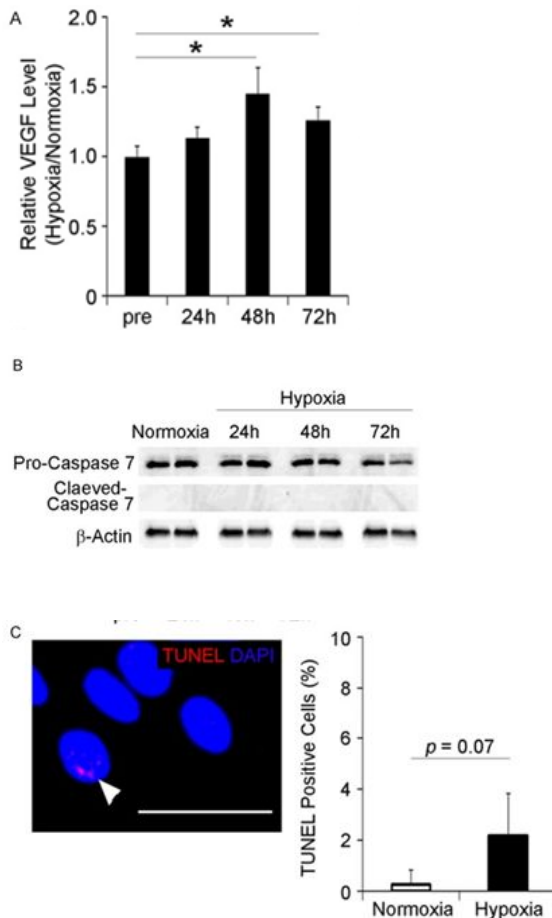 A
Relative VEGF Level
(Hypoxia/Normoxia)
2.0
1.5
1.0
0.5
0
*
*
pre 24h 48h 72h
B
Hypoxia
Normoxia 24h 48h 72h
Pro-Caspase 7
Claeved-
Caspase 7
β-Actin
C
TUNEL DAPI
TUNEL Positive Cells (%)
10
8
6
4
2
0
p = 0.07
Normoxia Hypoxia